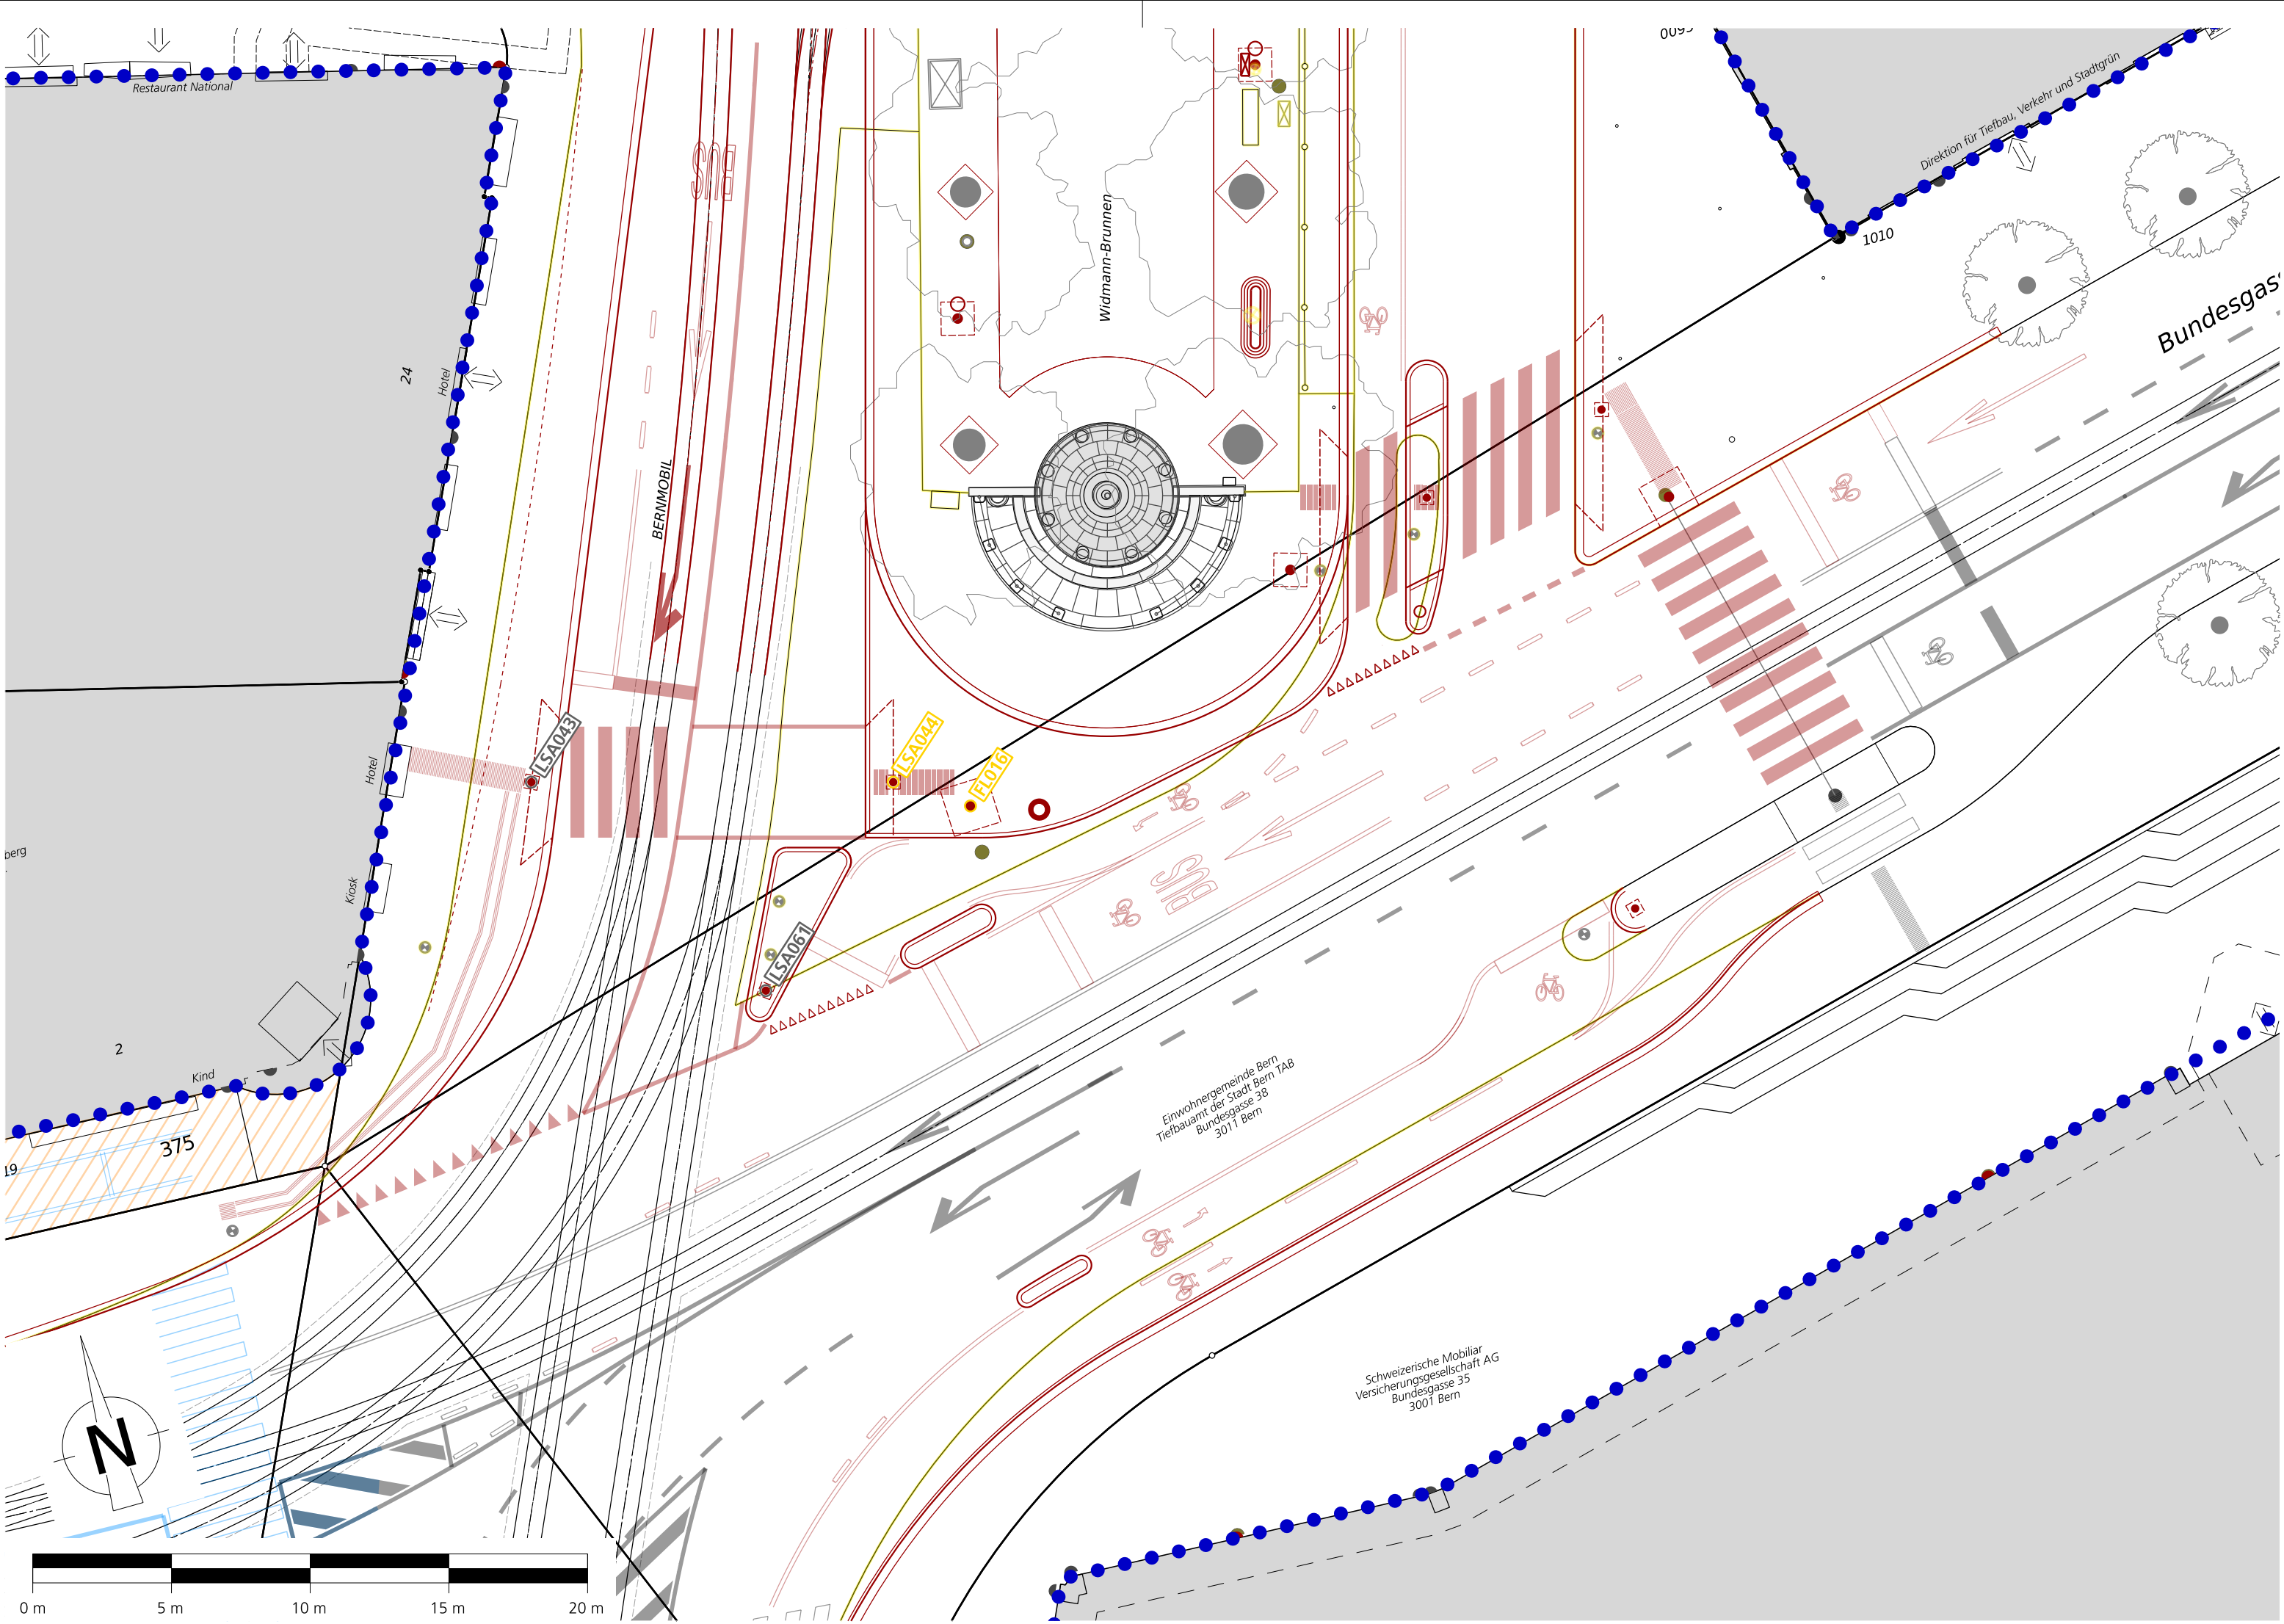 Restaurant National
BUS
Widmann-Brunnen
Direktion für Tiefbau, Verkehr und Stadtgrün
1010
Bundesgas
24
Hotel
BERNMOBIL
LSA043
LSA044
FL016
Hotel
berg
Kiosk
LSA061
BUS
2
Kind
375
19
Einwohnergemeinde Bern
Tiefbauamt der Stadt Bern TAB
Bundesgasse 38
3011 Bern
Schweizerische Mobiliar
Versicherungsgesellschaft AG
Bundesgasse 35
3001 Bern
N
0 m 5 m 10 m 15 m 20 m